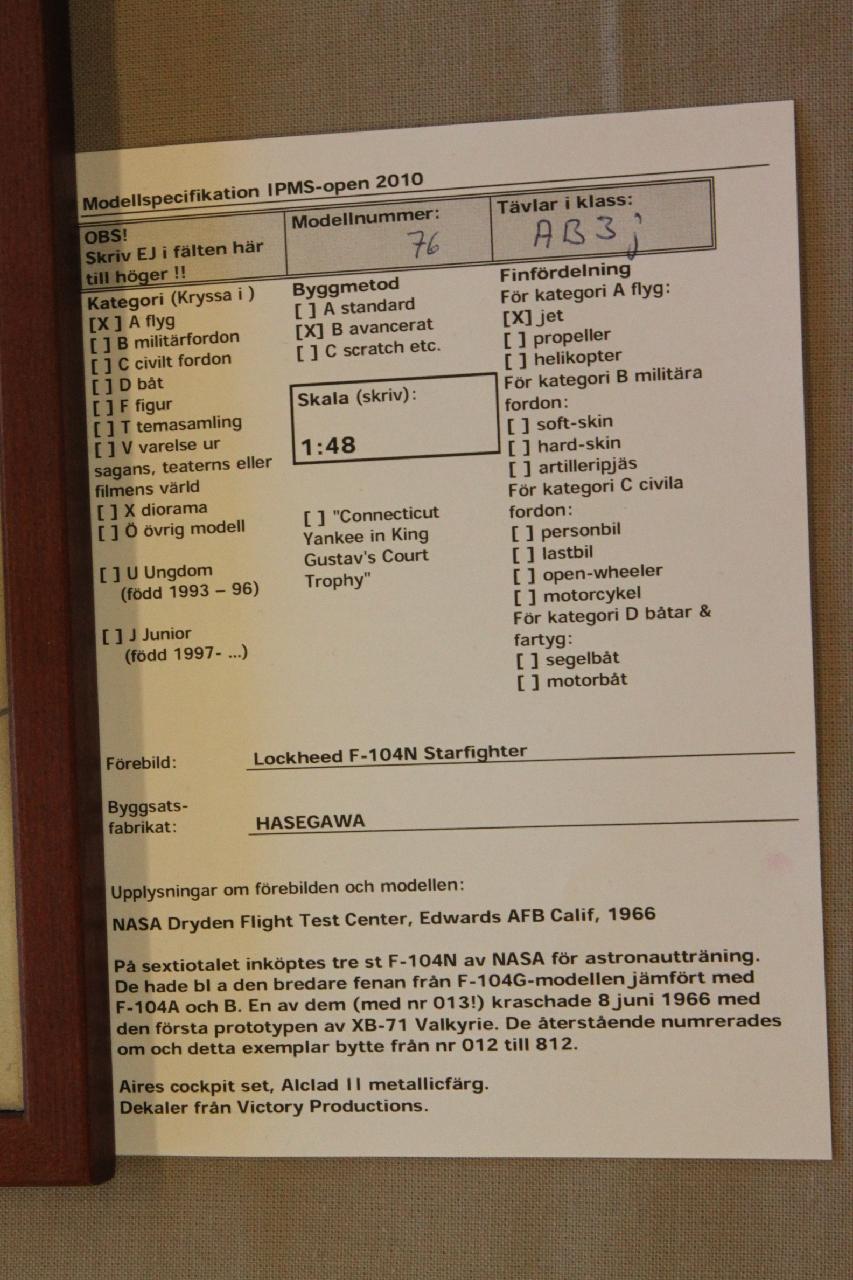 Modellspecifikation IPMS-open 2010
OBS!
Skriv EJ i fälten här
till höger !!
Modellnummer:
76
Tävlar i klass:
AB3j
Kategori (Kryssa i )
[X ] A flyg
[ ] B militärfordon
[ ] C civilt fordon
[ ] D båt
[ ] F figur
[ ] T temasamling
[ ] V varelse ur
sagans, teaterns eller
filmens värld
[ ] X diorama
[ ] Ö övrig modell
[ ] U Ungdom
(född 1993 – 96)
[ ] J Junior
(född 1997- ...)
Byggmetod
[ ] A standard
[X] B avancerat
[ ] C scratch etc.
Skala (skriv):
1:48
[ ] "Connecticut
Yankee in King
Gustav's Court
Trophy"
Finfördelning
För kategori A flyg:
[X] jet
[ ] propeller
[ ] helikopter
För kategori B militära
fordon:
[ ] soft-skin
[ ] hard-skin
[ ] artilleripjäs
För kategori C civila
fordon:
[ ] personbil
[ ] lastbil
[ ] open-wheeler
[ ] motorcykel
För kategori D båtar &
fartyg:
[ ] segelbåt
[ ] motorbåt
Förebild: Lockheed F-104N Starfighter
Byggsats-
fabrikat: HASEGAWA
Upplysningar om förebilden och modellen:
NASA Dryden Flight Test Center, Edwards AFB Calif, 1966
På sextiotalet inköptes tre st F-104N av NASA för astronautträning.
De hade bl a den bredare fenan från F-104G-modellen jämfört med
F-104A och B. En av dem (med nr 013!) kraschade 8 juni 1966 med
den första prototypen av XB-71 Valkyrie. De återstående numrerades
om och detta exemplar bytte från nr 012 till 812.
Aires cockpit set, Alclad II metallicfärg.
Dekaler från Victory Productions.